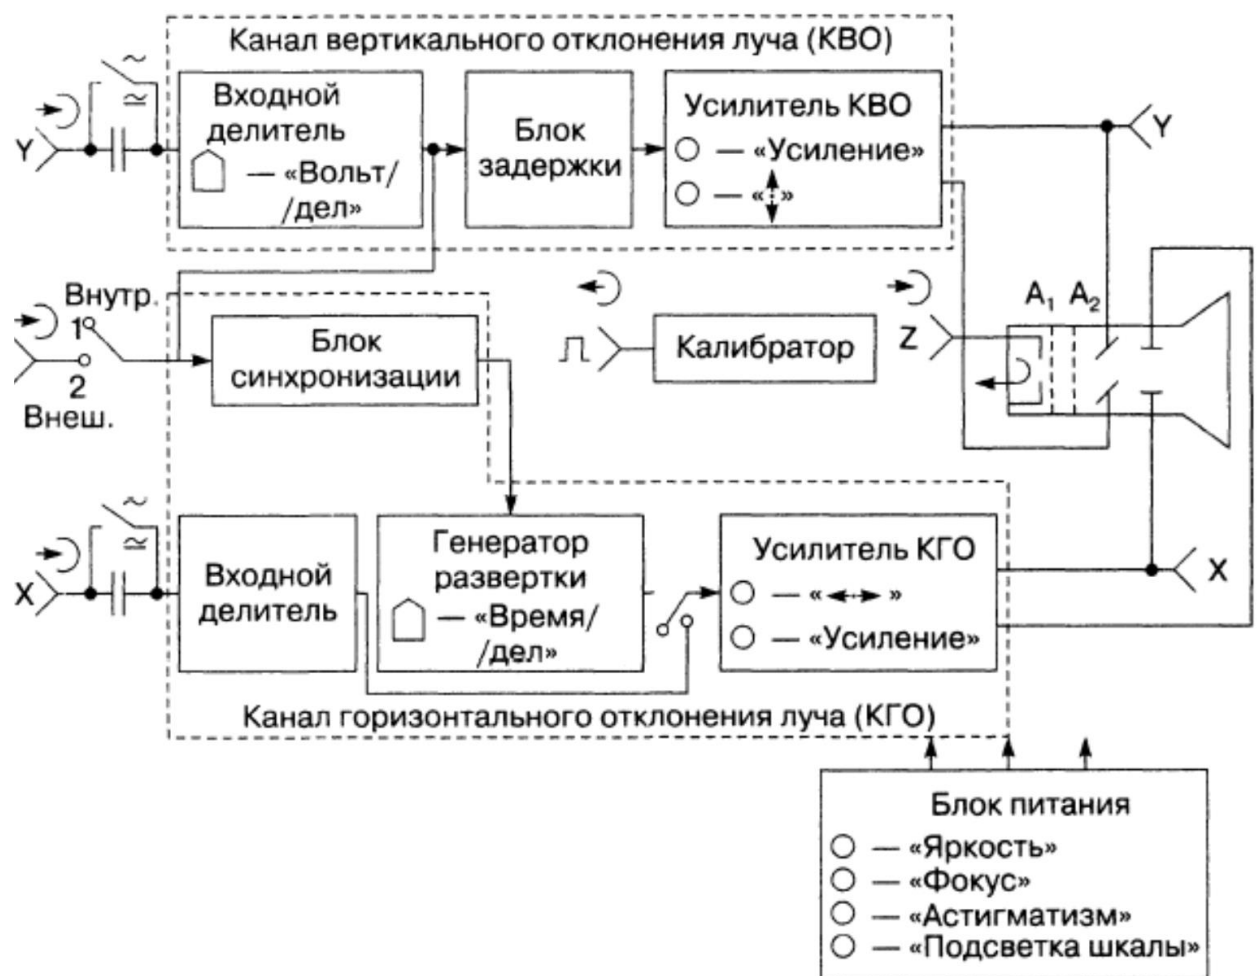 Канал вертикального отклонения луча (КВО)
~
≃
Y
Входной
делитель
— «Вольт/
/дел»
Блок
задержки
Усилитель КВО
— «Усиление»
— «↕»
Y
Внутр.
1
2
Внеш.
Блок
синхронизации
Калибратор
Z
A1 A2
~
≃
X
Входной
делитель
Генератор
развертки
— «Время/
/дел»
Усилитель КГО
— «↔»
— «Усиление»
X
Канал горизонтального отклонения луча (КГО)
Блок питания
— «Яркость»
— «Фокус»
— «Астигматизм»
— «Подсветка шкалы»